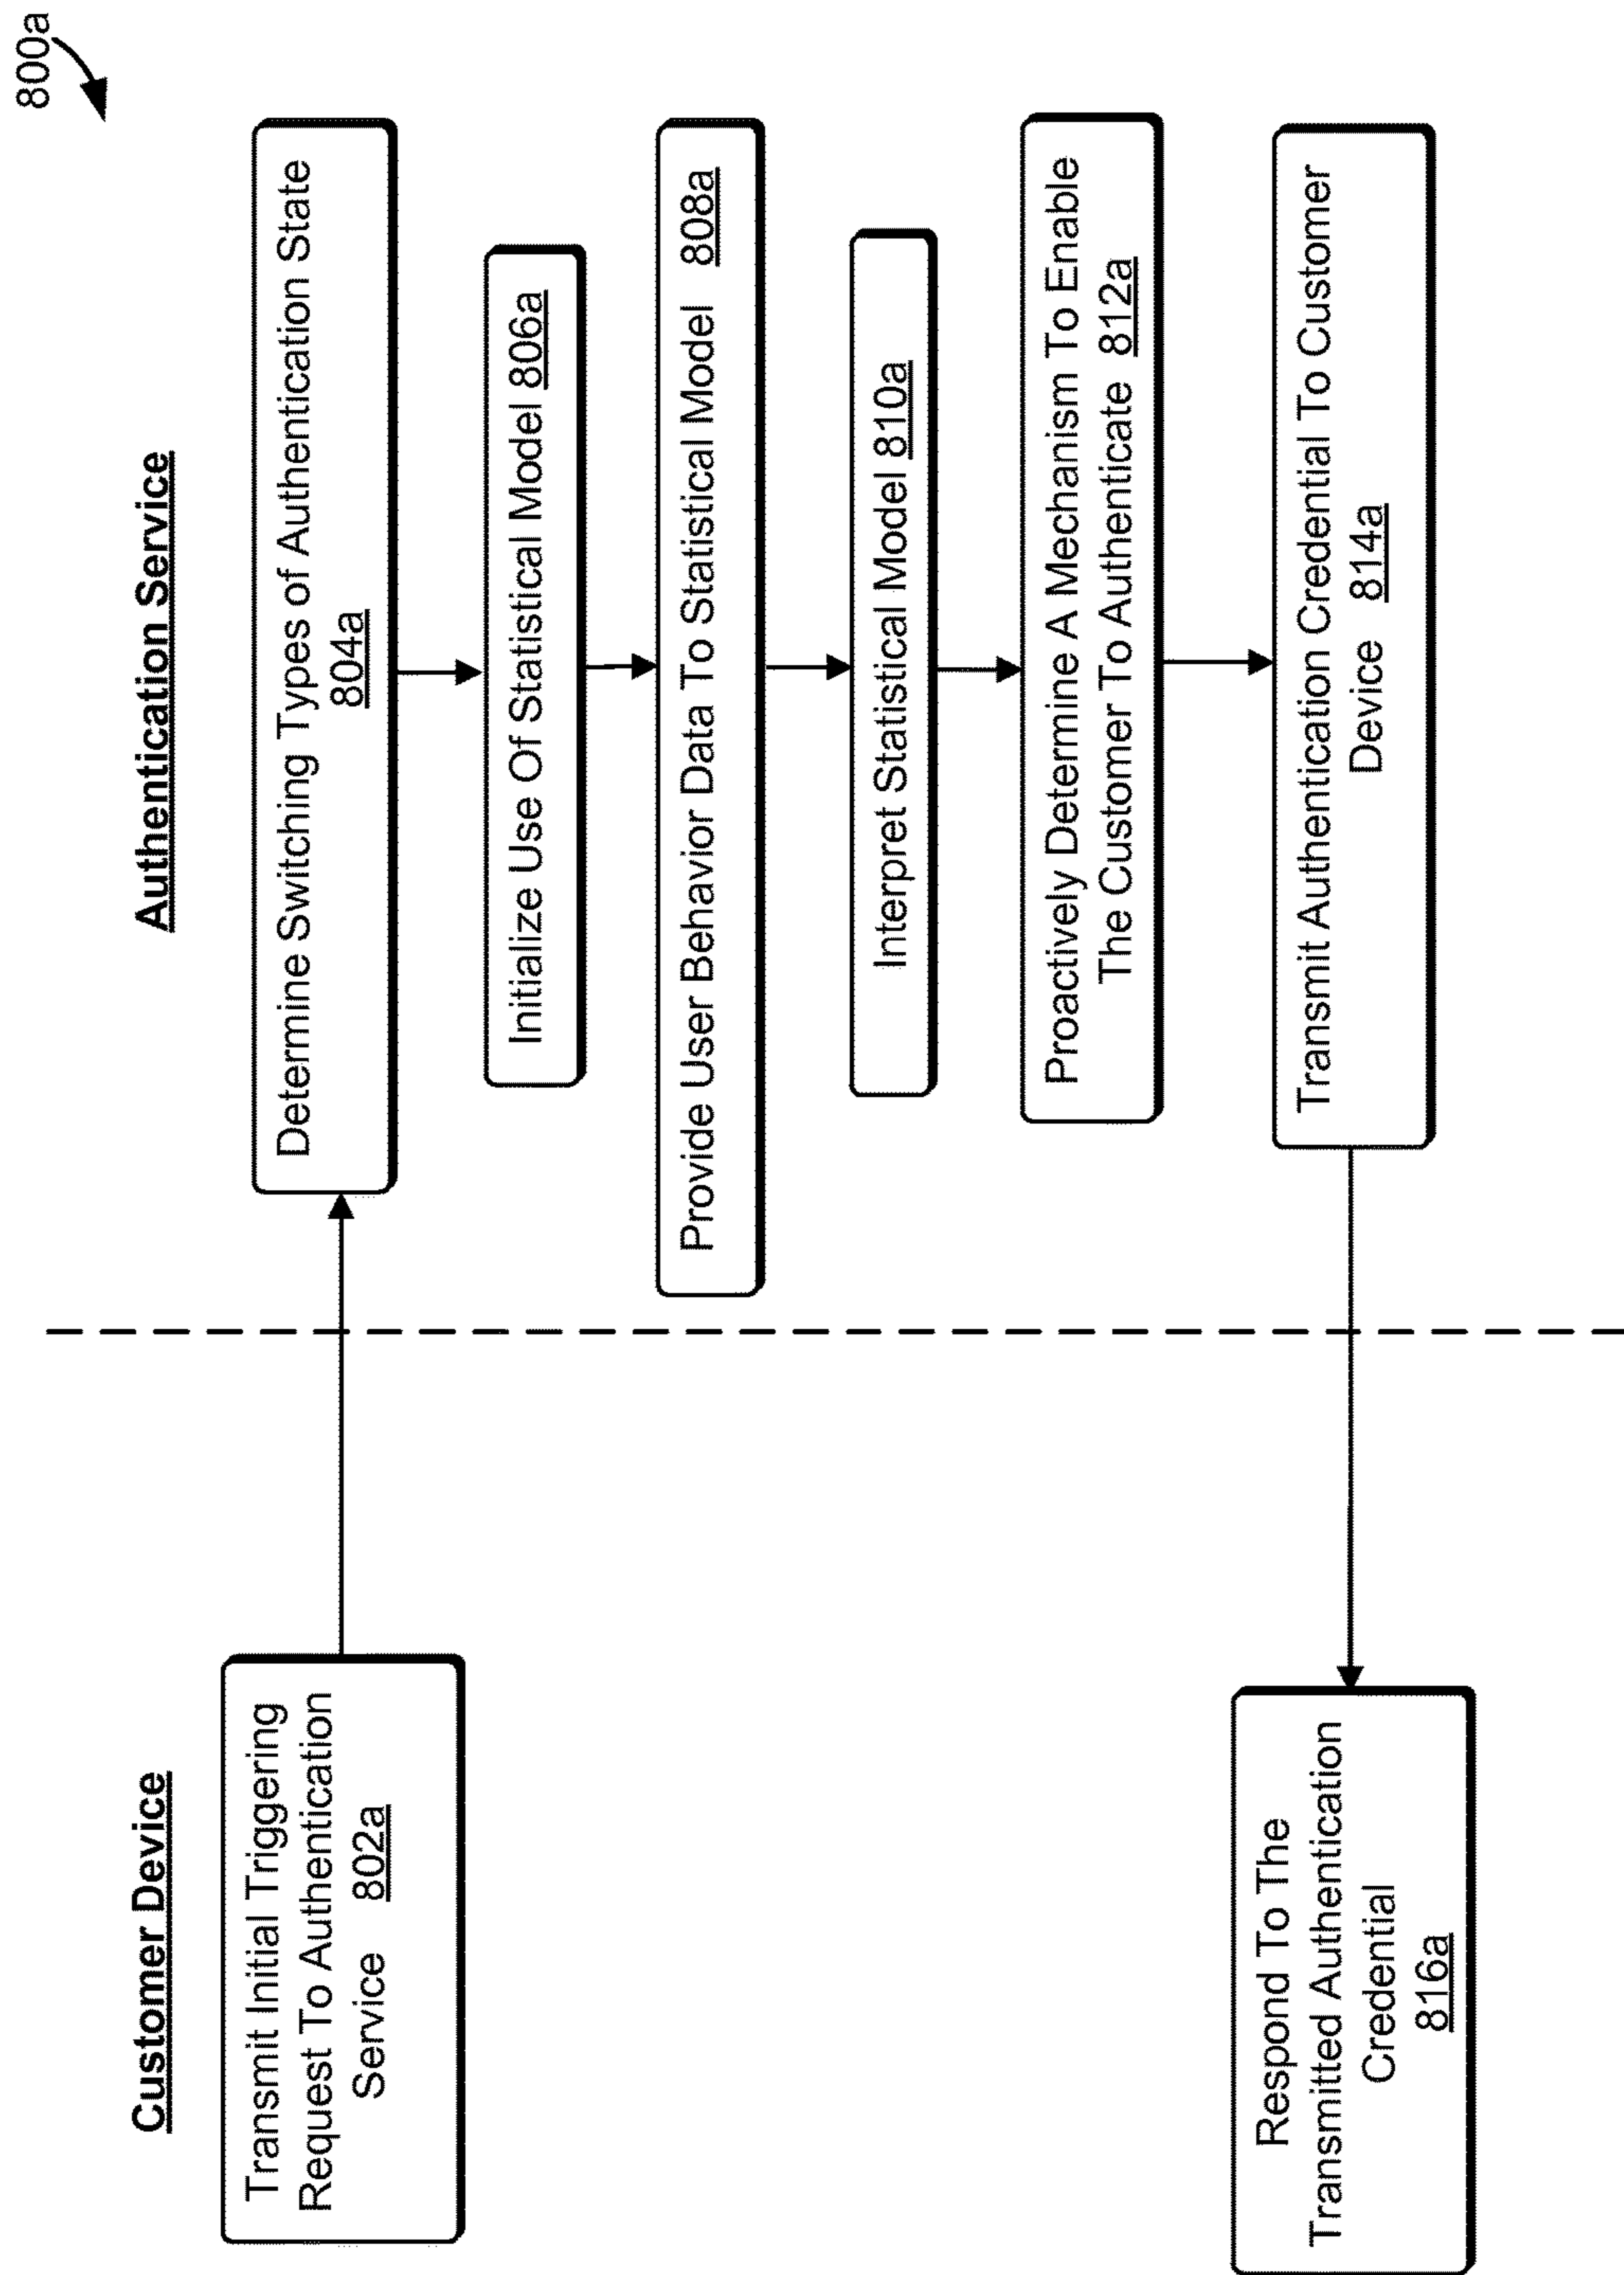 800a
Customer Device
Authentication Service
Transmit Initial Triggering
Request To Authentication
Service 802a
Determine Switching Types of Authentication State
804a
Initialize Use Of Statistical Model 806a
Provide User Behavior Data To Statistical Model 808a
Interpret Statistical Model 810a
Proactively Determine A Mechanism To Enable
The Customer To Authenticate 812a
Transmit Authentication Credential To Customer
Device 814a
Respond To The
Transmitted Authentication
Credential
816a